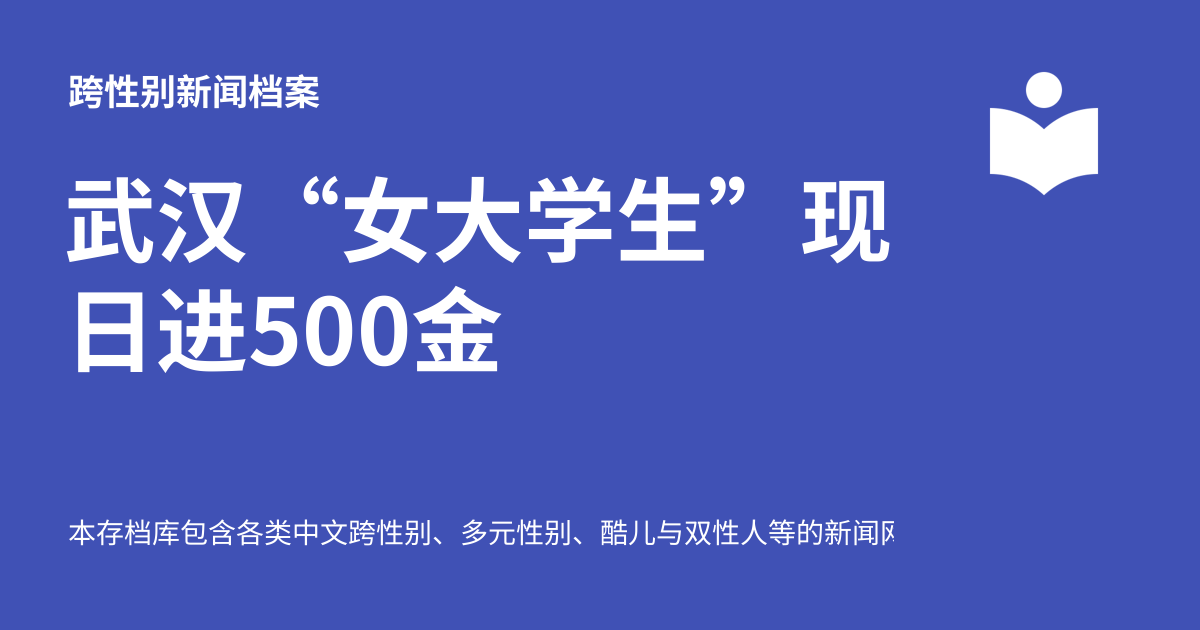 跨性别新闻档案
武汉“女大学生”现
日进500金
本存档库包含各类中文跨性别、多元性别、酷儿与双性人等的新闻